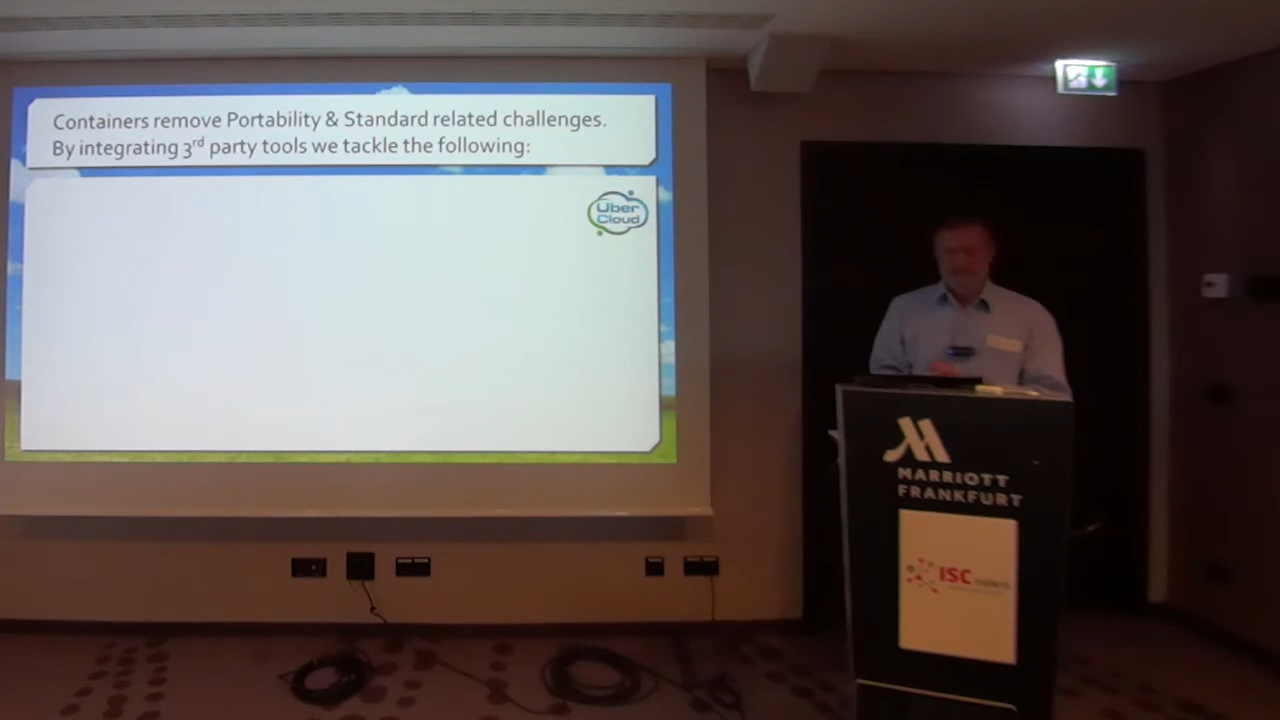 Containers remove Portability & Standard related challenges.
By integrating 3rd party tools we tackle the following:
Uber
Cloud
MARRIOTT
FRANKFURT
ISC